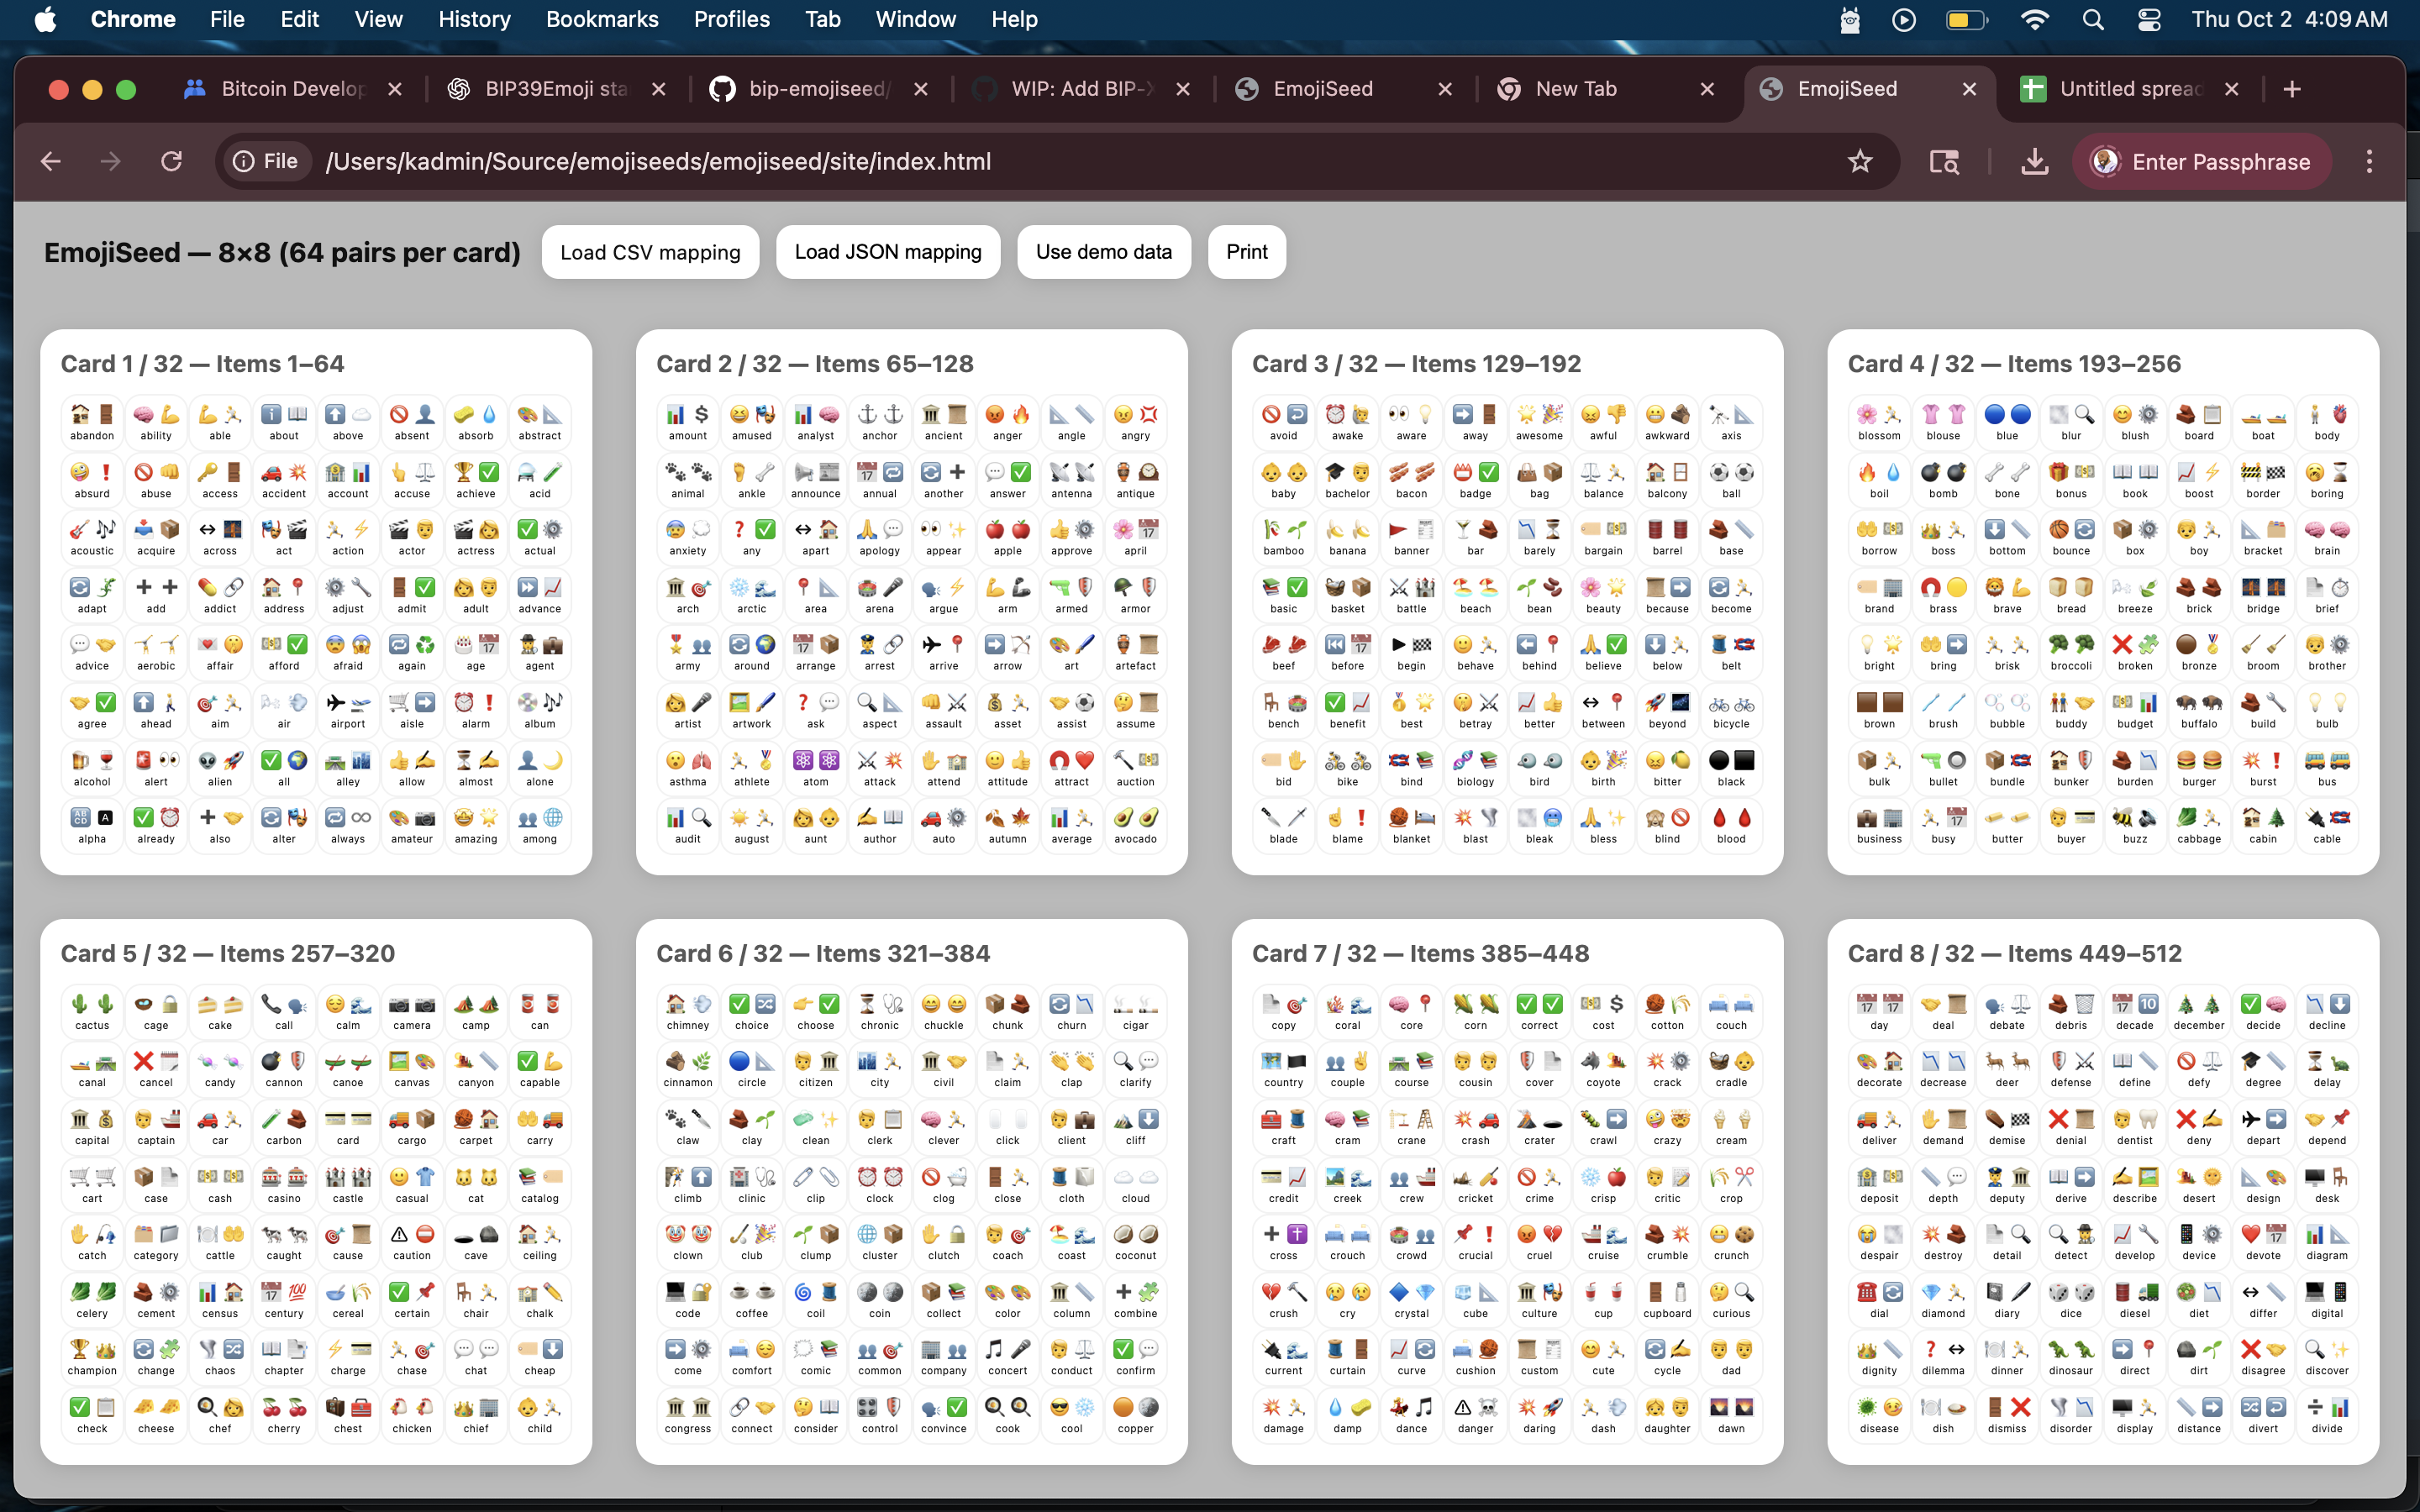 Chrome File Edit View History Bookmarks Profiles Tab Window Help Thu Oct 2 4:09 AM
Bitcoin Develop BIP39Emoji sta bip-emojiseed/ WIP: Add BIP-X EmojiSeed New Tab EmojiSeed Untitled spread
File /Users/kadmin/Source/emojiseeds/emojiseed/site/index.html Enter Passphrase
EmojiSeed — 8×8 (64 pairs per card) Load CSV mapping Load JSON mapping Use demo data Print
Card 1 / 32 — Items 1–64
abandon ability able about above absent absorb abstract
absurd abuse access accident account accuse achieve acid
acoustic acquire across act action actor actress actual
adapt add addict address adjust admit adult advance
advice aerobic affair afford afraid again age agent
agree ahead aim air airport aisle alarm album
alcohol alert alien all alley allow almost alone
alpha already also alter always amateur amazing among
Card 2 / 32 — Items 65–128
amount amused analyst anchor ancient anger angle angry
animal ankle announce annual another answer antenna antique
anxiety any apart apology appear apple approve april
arch arctic area arena argue arm armed armor
army around arrange arrest arrive arrow art artefact
artist artwork ask aspect assault asset assist assume
asthma athlete atom attack attend attitude attract auction
audit august aunt author auto autumn average avocado
Card 3 / 32 — Items 129–192
avoid awake aware away awesome awful awkward axis
baby bachelor bacon badge bag balance balcony ball
bamboo banana banner bar barely bargain barrel base
basic basket battle beach bean beauty because become
beef before begin behave behind believe below belt
bench benefit best betray better between beyond bicycle
bid bike bind biology bird birth bitter black
blade blame blanket blast bleak bless blind blood
Card 4 / 32 — Items 193–256
blossom blouse blue blur blush board boat body
boil bomb bone bonus book boost border boring
borrow boss bottom bounce box boy bracket brain
brand brass brave bread breeze brick bridge brief
bright bring brisk broccoli broken bronze broom brother
brown brush bubble buddy budget buffalo build bulb
bulk bullet bundle bunker burden burger burst bus
business busy butter buyer buzz cabbage cabin cable
Card 5 / 32 — Items 257–320
cactus cage cake call calm camera camp can
canal cancel candy cannon canoe canvas canyon capable
capital captain car carbon card cargo carpet carry
cart case cash casino castle casual cat catalog
catch category cattle caught cause caution cave ceiling
celery cement census century cereal certain chair chalk
champion change chaos chapter charge chase chat cheap
check cheese chef cherry chest chicken chief child
Card 6 / 32 — Items 321–384
chimney choice choose chronic chuckle chunk churn cigar
cinnamon circle citizen city civil claim clap clarify
claw clay clean clerk clever click client cliff
climb clinic clip clock clog close cloth cloud
clown club clump cluster clutch coach coast coconut
code coffee coil coin collect color column combine
come comfort comic common company concert conduct confirm
congress connect consider control convince cook cool copper
Card 7 / 32 — Items 385–448
copy coral core corn correct cost cotton couch
country couple course cousin cover coyote crack cradle
craft cram crane crash crater crawl crazy cream
credit creek crew cricket crime crisp critic crop
cross crouch crowd crucial cruel cruise crumble crunch
crush cry crystal cube culture cup cupboard curious
current curtain curve cushion custom cute cycle dad
damage damp dance danger daring dash daughter dawn
Card 8 / 32 — Items 449–512
day deal debate debris decade december decide decline
decorate decrease deer defense define defy degree delay
deliver demand demise denial dentist deny depart depend
deposit depth deputy derive describe desert design desk
despair destroy detail detect develop device devote diagram
dial diamond diary dice diesel diet differ digital
dignity dilemma dinner dinosaur direct dirt disagree discover
disease dish dismiss disorder display distance divert divide